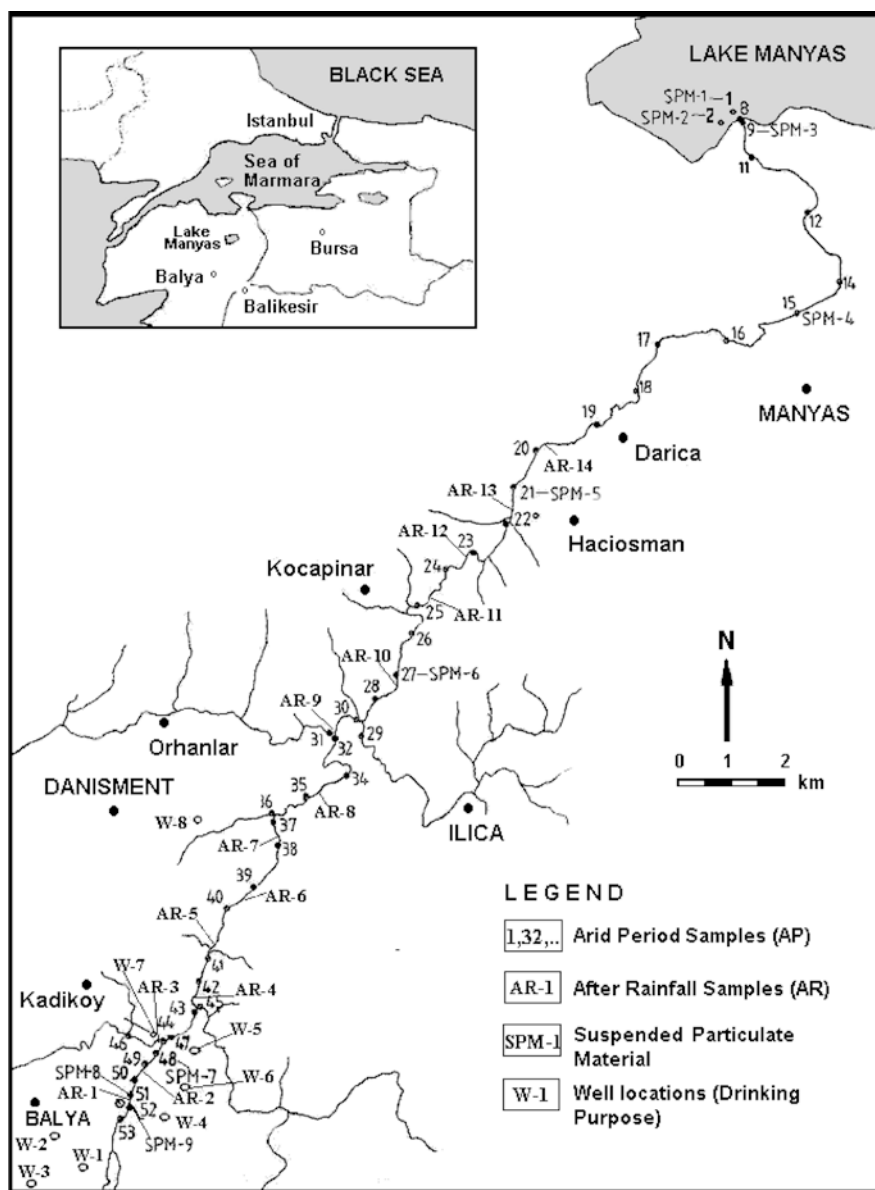 BLACK SEA
Istanbul
Sea of
Marmara
Lake
Manyas
Bursa
Balya
Balikesir
LAKE MANYAS
SPM-1 1 8
SPM-2 2 9 SPM-3
11
12
14
15
SPM-4
16
17
18
MANYAS
19
Darica
20
AR-14
AR-13
21 SPM-5
22
Haciosman
AR-12
23
24
Kocapinar
25
AR-11
26
AR-10
27 SPM-6
28
N
0 1 2
km
AR-9
30
29
31
32
Orhanlar
34
DANISMENT
35
AR-8
36
W-8
37
ILICA
AR-7
38
39
AR-6
40
AR-5
41
W-7
42
Kadikoy
AR-3
AR-4
43
45
44
46
47
W-5
49
48
SPM-8
50
SPM-7
W-6
AR-1
51
AR-2
BALYA
52
W-4
53
SPM-9
W-2
W-1
W-3
LEGEND
1,32,.. Arid Period Samples (AP)
AR-1 After Rainfall Samples (AR)
SPM-1 Suspended Particulate
Material
W-1 Well locations (Drinking
Purpose)